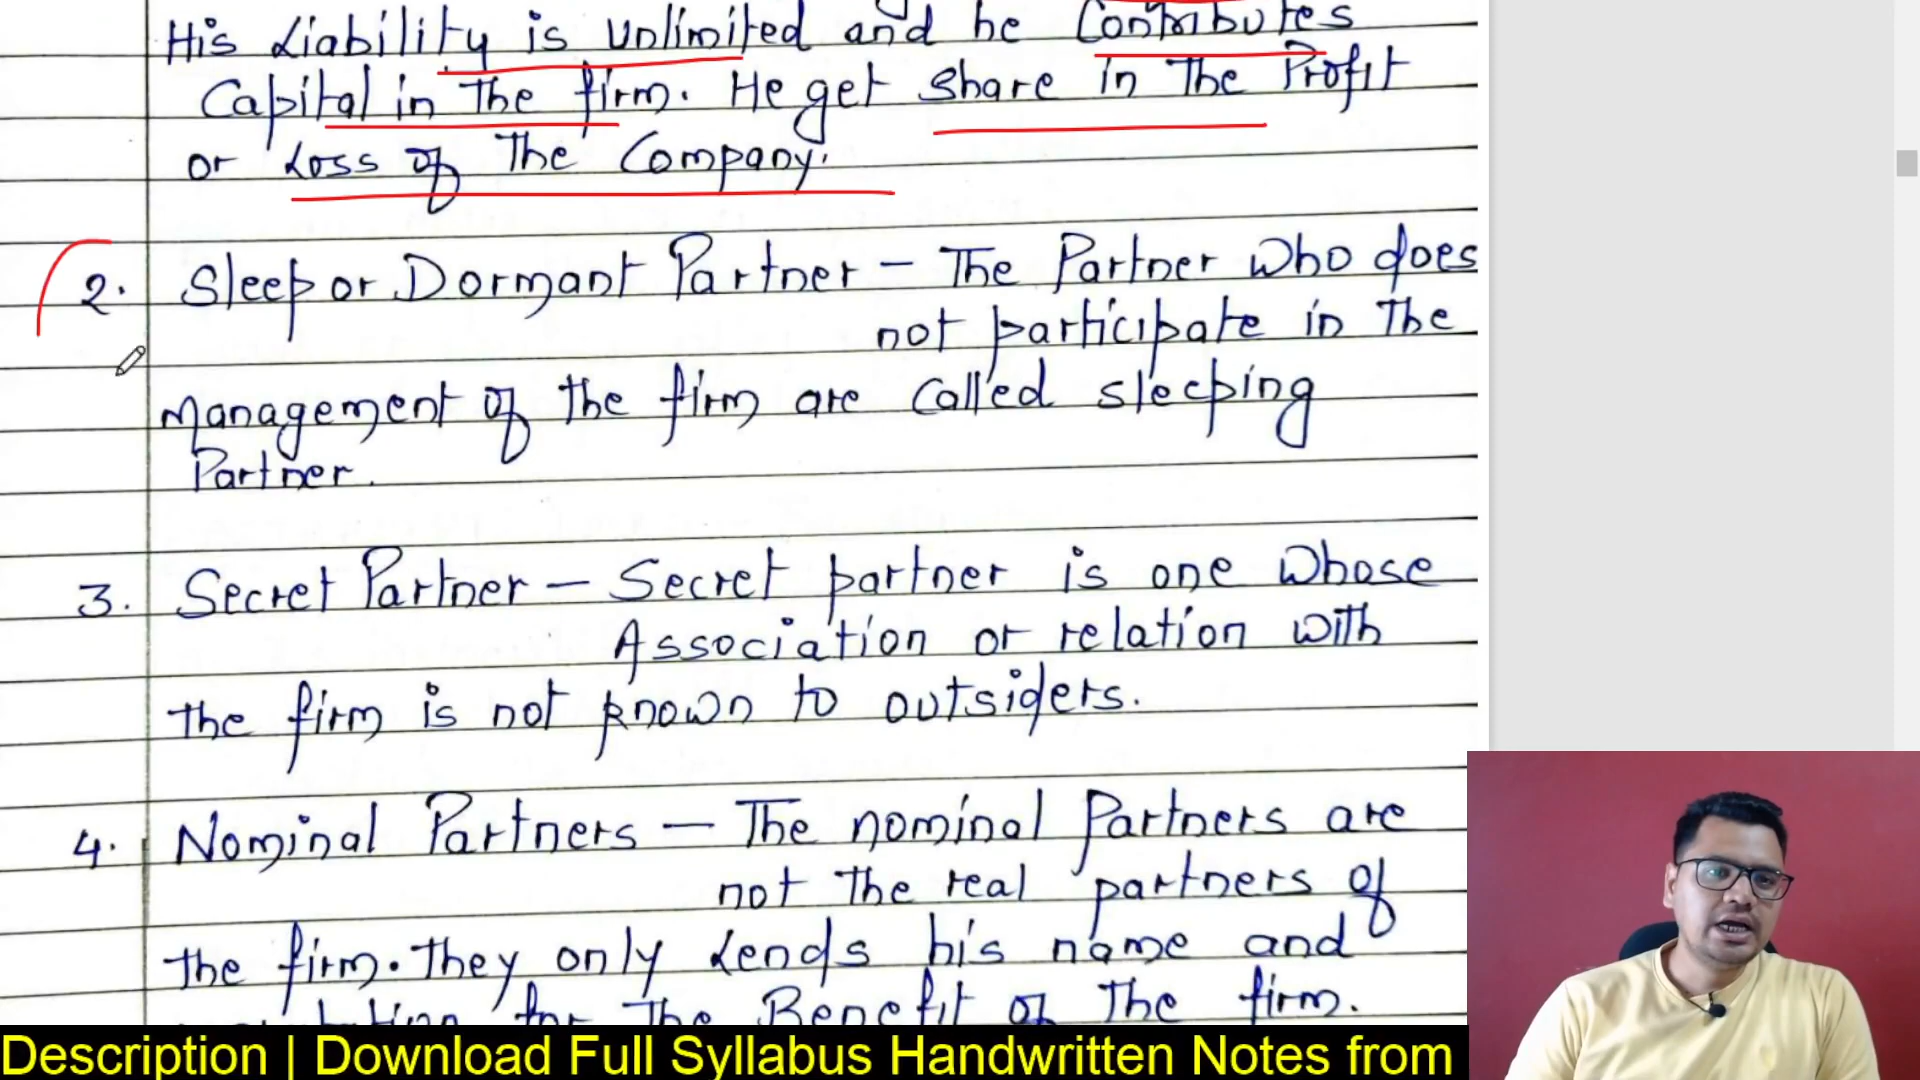 His Liability is unlimited and he Contributes
Capital in the firm. He get share in the Profit
or Loss of the Company.
2. Sleep or Dormant Partner - The Partner who does
not participate in the
management of the firm are called sleeping
Partner.
3. Secret Partner - Secret partner is one whose
Association or relation with
the firm is not known to outsiders.
4. Nominal Partners - The nominal Partners are
not the real partners of
the firm. They only Lends his name and
for the Benefit of the firm.
Description | Download Full Syllabus Handwritten Notes from